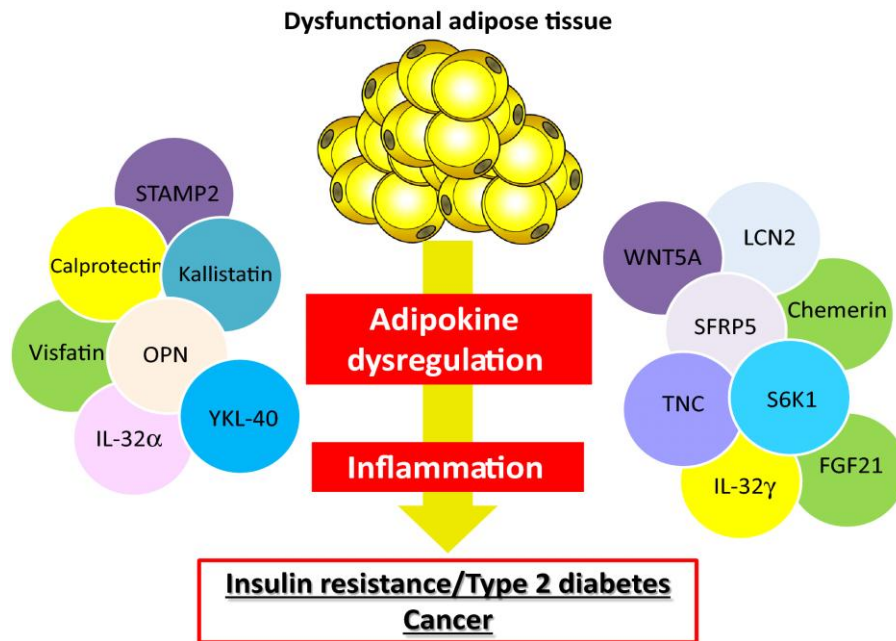 Dysfunctional adipose tissue
STAMP2
Calprotectin
Kallistatin
Visfatin
OPN
IL-32α
YKL-40
Adipokine
dysregulation
Inflammation
WNT5A
LCN2
SFRP5
Chemerin
TNC
S6K1
IL-32γ
FGF21
Insulin resistance/Type 2 diabetes
Cancer